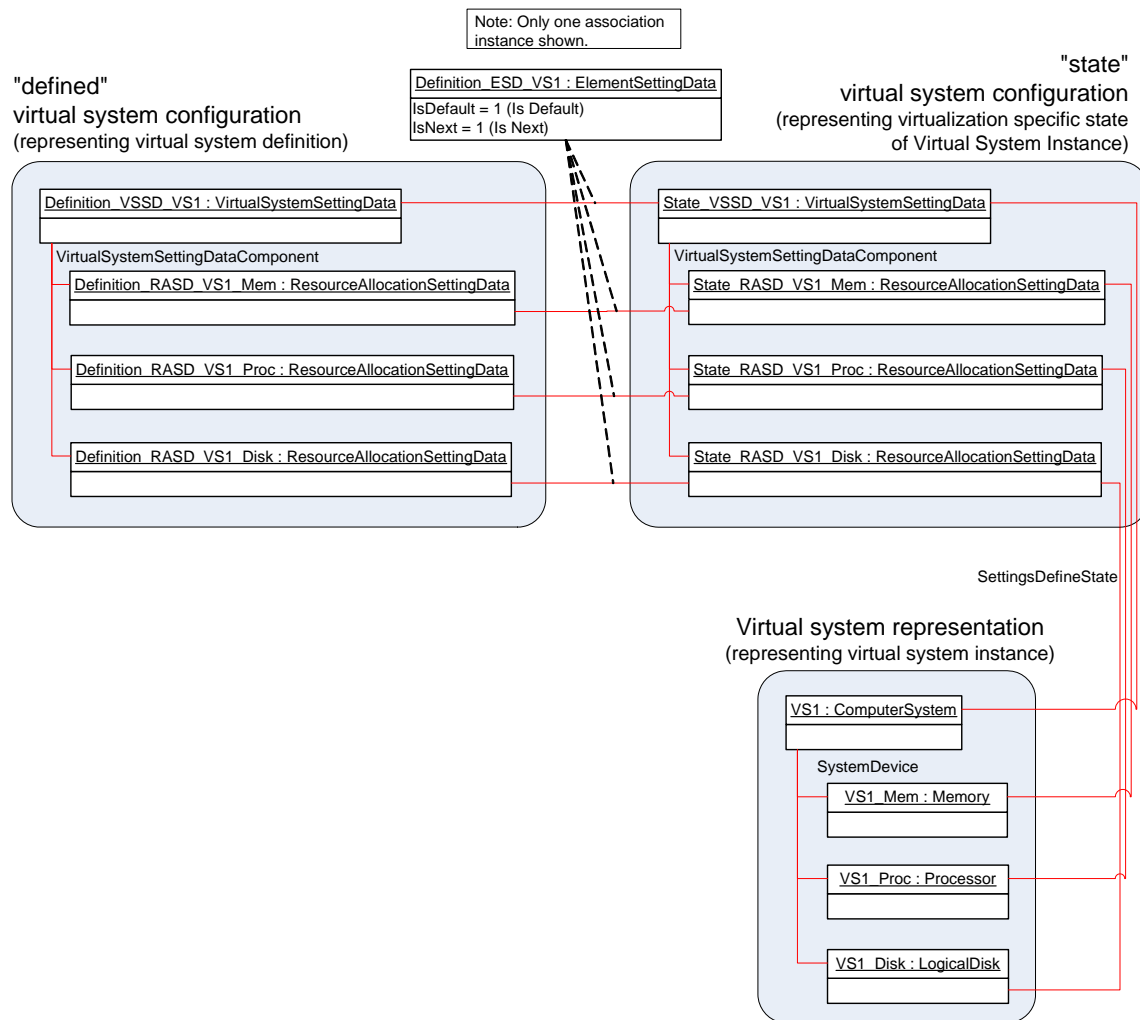 Note: Only one association
instance shown.
"defined"
virtual system configuration
(representing virtual system definition)
Definition_ESD_VS1 : ElementSettingData
IsDefault = 1 (Is Default)
IsNext = 1 (Is Next)
"state"
virtual system configuration
(representing virtualization specific state
of Virtual System Instance)
Definition_VSSD_VS1 : VirtualSystemSettingData
VirtualSystemSettingDataComponent
Definition_RASD_VS1_Mem : ResourceAllocationSettingData
Definition_RASD_VS1_Proc : ResourceAllocationSettingData
Definition_RASD_VS1_Disk : ResourceAllocationSettingData
State_VSSD_VS1 : VirtualSystemSettingData
VirtualSystemSettingDataComponent
State_RASD_VS1_Mem : ResourceAllocationSettingData
State_RASD_VS1_Proc : ResourceAllocationSettingData
State_RASD_VS1_Disk : ResourceAllocationSettingData
SettingsDefineState
Virtual system representation
(representing virtual system instance)
VS1 : ComputerSystem
SystemDevice
VS1_Mem : Memory
VS1_Proc : Processor
VS1_Disk : LogicalDisk